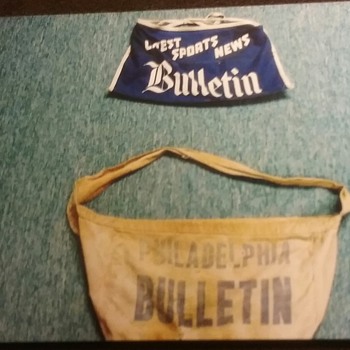 LATEST
SPORTS NEWS
Bulletin
PHILADELPHIA
BULLETIN